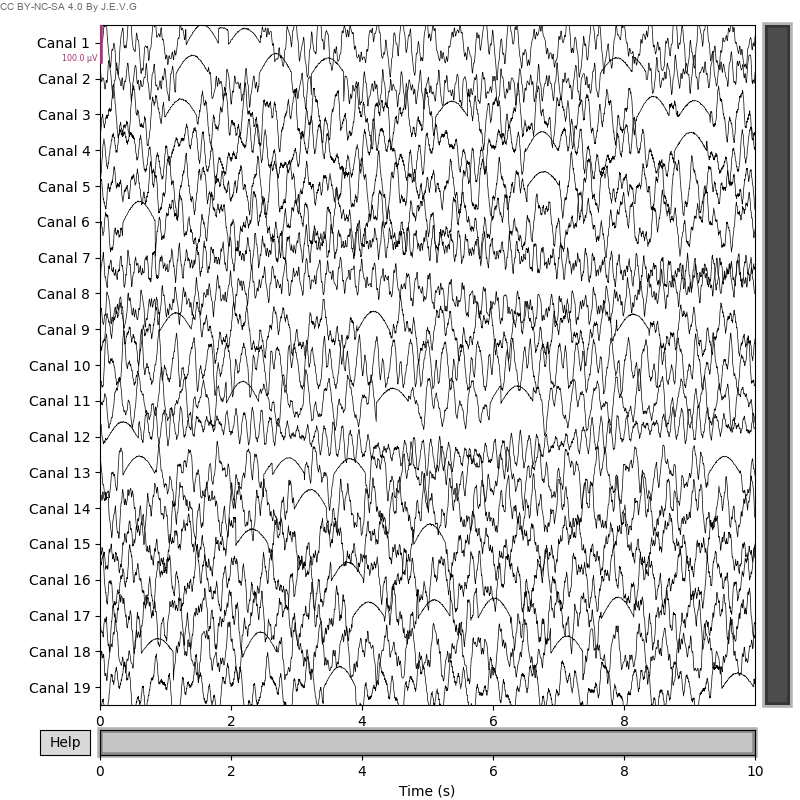 CC BY-NC-SA 4.0 By J.E.V.G
Canal 1
100.0 µV
Canal 2
Canal 3
Canal 4
Canal 5
Canal 6
Canal 7
Canal 8
Canal 9
Canal 10
Canal 11
Canal 12
Canal 13
Canal 14
Canal 15
Canal 16
Canal 17
Canal 18
Canal 19
0 2 4 6 8
Help
0 2 4 6 8 10
Time (s)